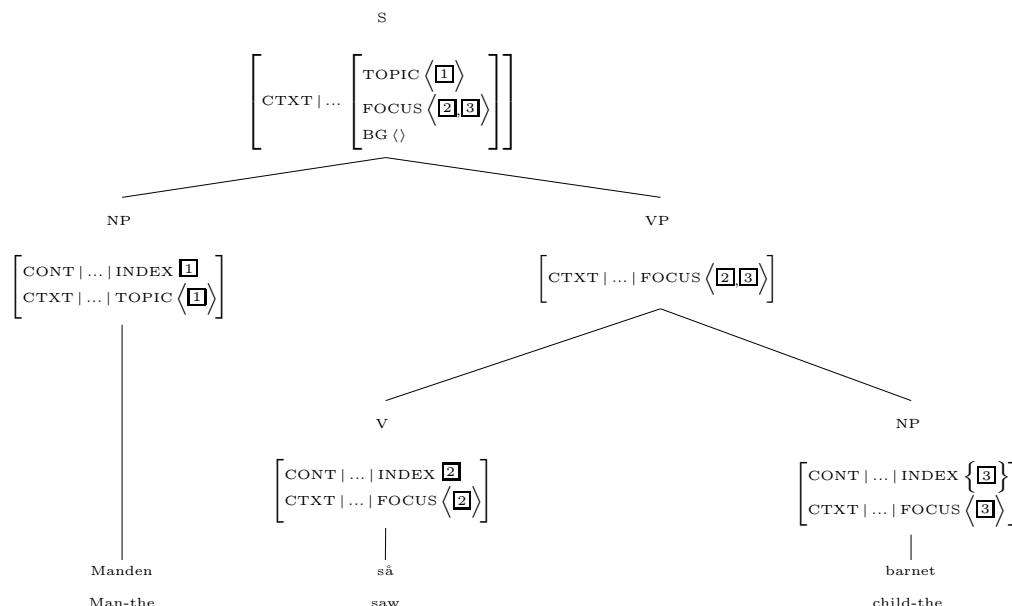 S
CTXT | ... [TOPIC ⟨[1]⟩
FOCUS ⟨[2],[3]⟩
BG ⟨⟩]
NP VP
CONT | ... | INDEX [1]
CTXT | ... | TOPIC ⟨[1]⟩
CTXT | ... | FOCUS ⟨[2],[3]⟩
V NP
CONT | ... | INDEX [2]
CTXT | ... | FOCUS ⟨[2]⟩
CONT | ... | INDEX {[3]}
CTXT | ... | FOCUS ⟨[3]⟩
Manden så barnet
Man-the saw child-the